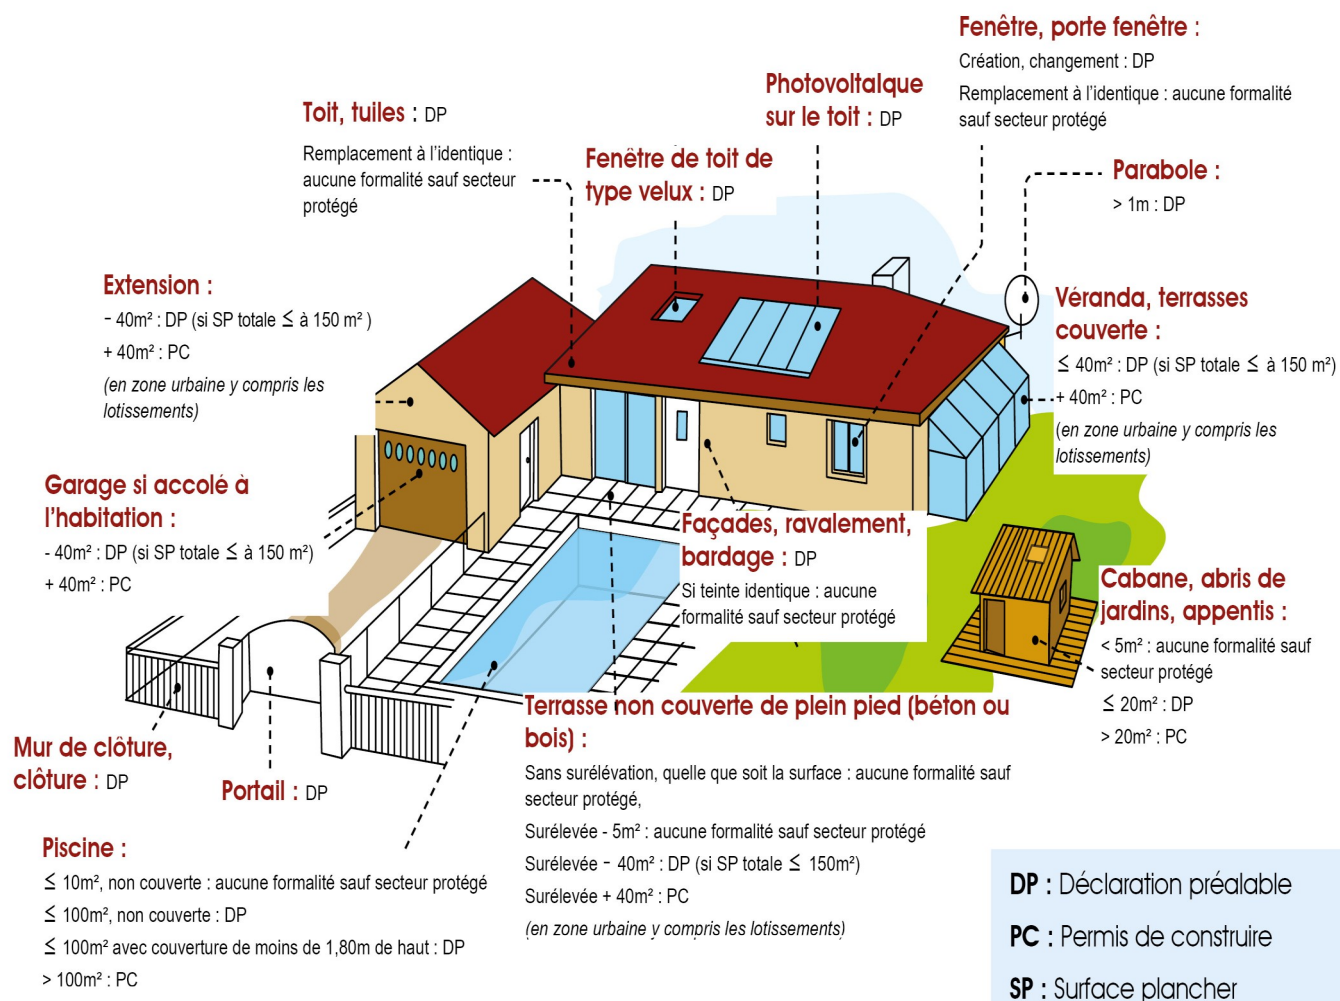 Fenêtre, porte fenêtre :
Création, changement : DP
Remplacement à l'identique : aucune formalité
sauf secteur protégé
Photovoltaïque
sur le toit : DP
Toit, tuiles : DP
Remplacement à l'identique :
aucune formalité sauf secteur
protégé
Fenêtre de toit de
type velux : DP
Parabole :
> 1m : DP
Extension :
- 40m² : DP (si SP totale ≤ à 150 m² )
+ 40m² : PC
(en zone urbaine y compris les
lotissements)
Véranda, terrasses
couverte :
≤ 40m² : DP (si SP totale ≤ à 150 m²)
+ 40m² : PC
(en zone urbaine y compris les
lotissements)
Garage si accolé à
l'habitation :
- 40m² : DP (si SP totale ≤ à 150 m²)
+ 40m² : PC
Façades, ravalement,
bardage : DP
Si teinte identique : aucune
formalité sauf secteur protégé
Cabane, abris de
jardins, appentis :
< 5m² : aucune formalité sauf
secteur protégé
≤ 20m² : DP
> 20m² : PC
Mur de clôture,
clôture : DP
Portail : DP
Terrasse non couverte de plein pied (béton ou
bois) :
Sans surélévation, quelle que soit la surface : aucune formalité sauf
secteur protégé,
Surélevée - 5m² : aucune formalité sauf secteur protégé
Surélevée - 40m² : DP (si SP totale ≤ 150m²)
Surélevée + 40m² : PC
(en zone urbaine y compris les lotissements)
Piscine :
≤ 10m², non couverte : aucune formalité sauf secteur protégé
≤ 100m², non couverte : DP
≤ 100m² avec couverture de moins de 1,80m de haut : DP
> 100m² : PC
DP : Déclaration préalable
PC : Permis de construire
SP : Surface plancher